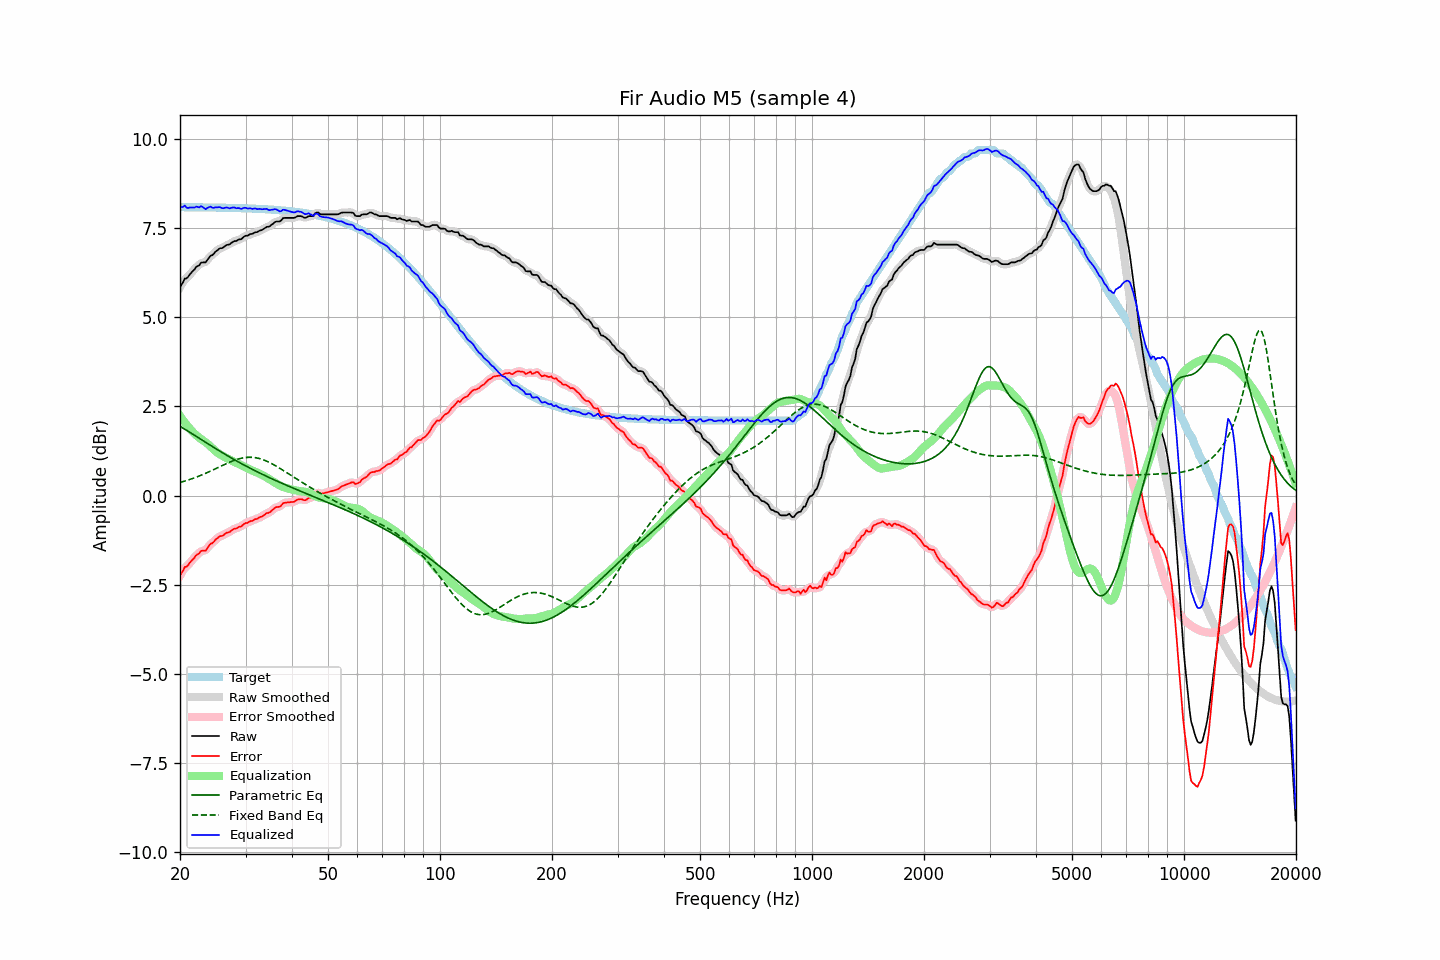 Fir Audio M5 (sample 4)
Amplitude (dBr)
10.0
7.5
5.0
2.5
0.0
−2.5
−5.0
−7.5
−10.0
Target
Raw Smoothed
Error Smoothed
Raw
Error
Equalization
Parametric Eq
Fixed Band Eq
Equalized
20 50 100 200 500 1000 2000 5000 10000 20000
Frequency (Hz)